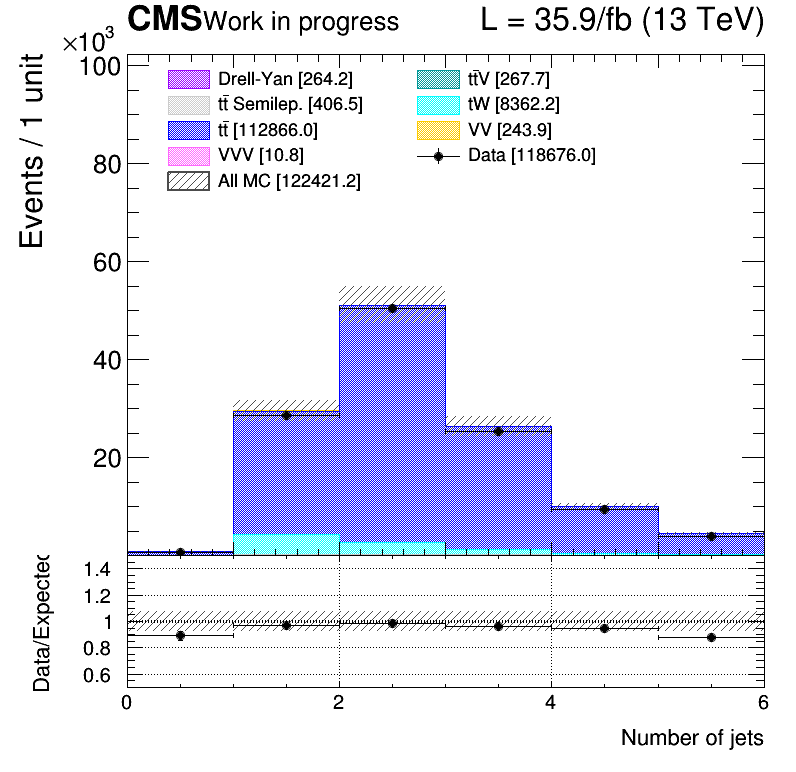 CMS Work in progress L = 35.9/fb (13 TeV)
×10³
Events / 1 unit
100
80
60
40
20
Drell-Yan [264.2]
tt̄ Semilep. [406.5]
tt̄ [112866.0]
VVV [10.8]
All MC [122421.2]
tt̄V [267.7]
tW [8362.2]
VV [243.9]
Data [118676.0]
Data/Expected
1.4
1.2
1
0.8
0.6
0 2 4 6
Number of jets